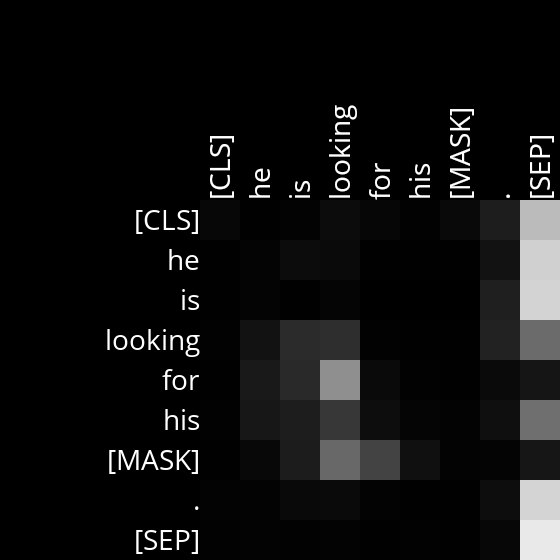 [CLS] he is looking for his [MASK] . [SEP]
[CLS]
he
is
looking
for
his
[MASK]
.
[SEP]